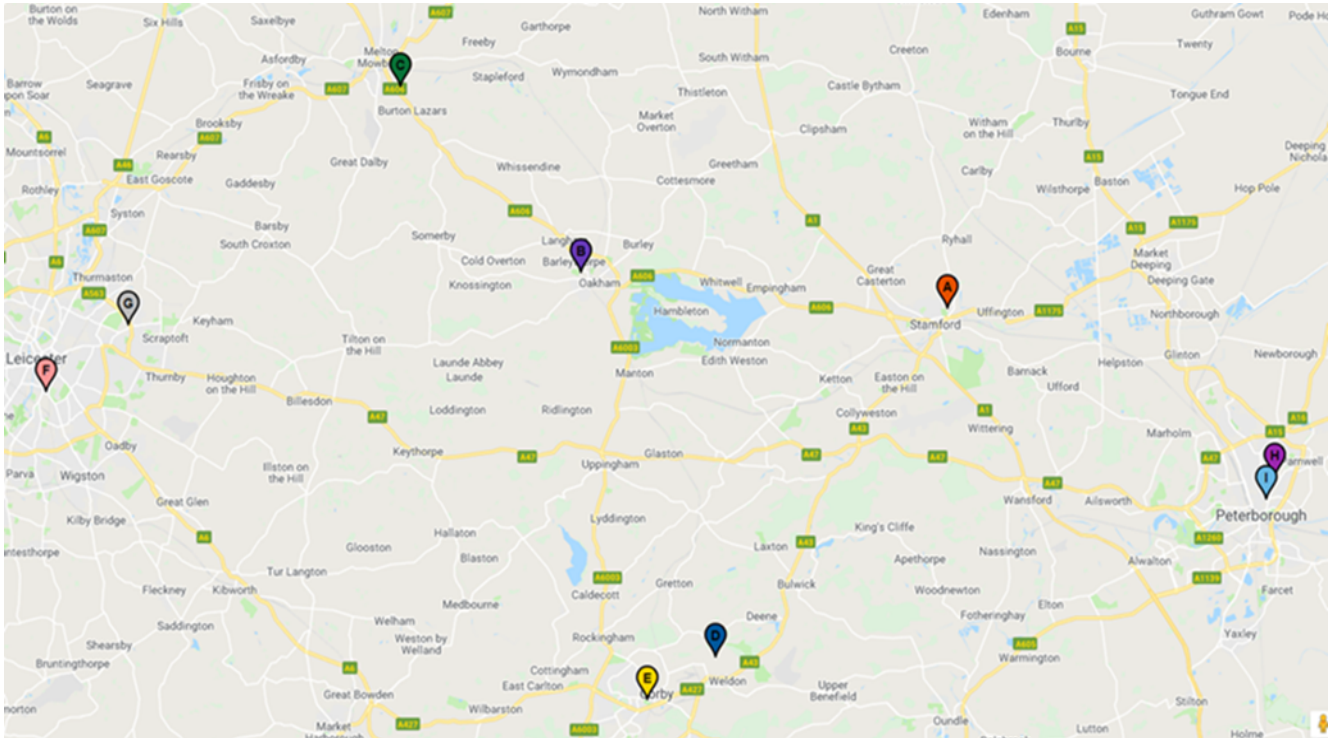 Burton on
the Wolds
Six Hills
Saxelbye
A607
Garthorpe
North Witham
Edenham
Guthram Gowt
A15
Melton
Asfordby
Freeby
South Witham
Creeton
Bourne
Twenty
C
Barrow
upon Soar
Seagrave
Frisby on
the Wreake
A607
A606
Stapleford
Wymondham
Thistleton
Castle Bytham
Tongue End
Burton Lazars
Market
Overton
Clipsham
Witham
on the Hill
Thurlby
Brooksby
A607
A6
Mountsorrel
A46
Rearsby
Great Dalby
Whissendine
Greetham
Carlby
A15
Deeping
East Goscote
Gaddesby
Cottesmore
Wilsthorpe
Baston
Hop Pole
Rothley
Syston
A607
Barsby
A606
A1
A15
A1175
South Croxton
Somerby
Burley
Ryhall
B
A6
Cold Overton
Market
Deeping
Thurmaston
Knossington
Oakham
A606
Whitwell
Empingham
Great
Casterton
A
Deeping Gate
A563
G
Keyham
Hambleton
A606
Stamford
Uffington
A1175
Northborough
Scraptoft
Tilton on
the Hill
A6003
Normanton
Leicester
Launde Abbey
Launde
Edith Weston
Glinton
Newborough
F
Thurnby
Houghton
on the Hill
Manton
Ketton
Easton on
the Hill
Barnack
Helpston
Ufford
Billesdon
Loddington
Ridlington
Collyweston
A1
A47
A43
Wittering
Marholm
A15
A16
Oadby
Keythorpe
A47
Glaston
A47
A47
A47
H
Parva
Wigston
Illston on
the Hill
Uppingham
A47
I
Great Glen
Wansford
Ailsworth
Peterborough
Kilby Bridge
Lyddington
King's Cliffe
A6
Hallaton
A43
A1260
Glooston
Blaston
Laxton
Apethorpe
Nassington
Alwalton
Tur Langton
A6003
Gretton
Bulwick
Woodnewton
A1139
Fleckney
Kibworth
Medbourne
Caldecott
Elton
Farcet
Saddington
Welham
Deene
Fotheringhay
Shearsby
Weston by
Welland
Rockingham
D
A605
Yaxley
Bruntingthorpe
A6
Cottingham
A43
Warmington
East Carlton
E
Corby
A427
Weldon
Upper
Benefield
Great Bowden
Wilbarston
Stilton
Market
A427
A6003
Oundle
Lutton
Holme